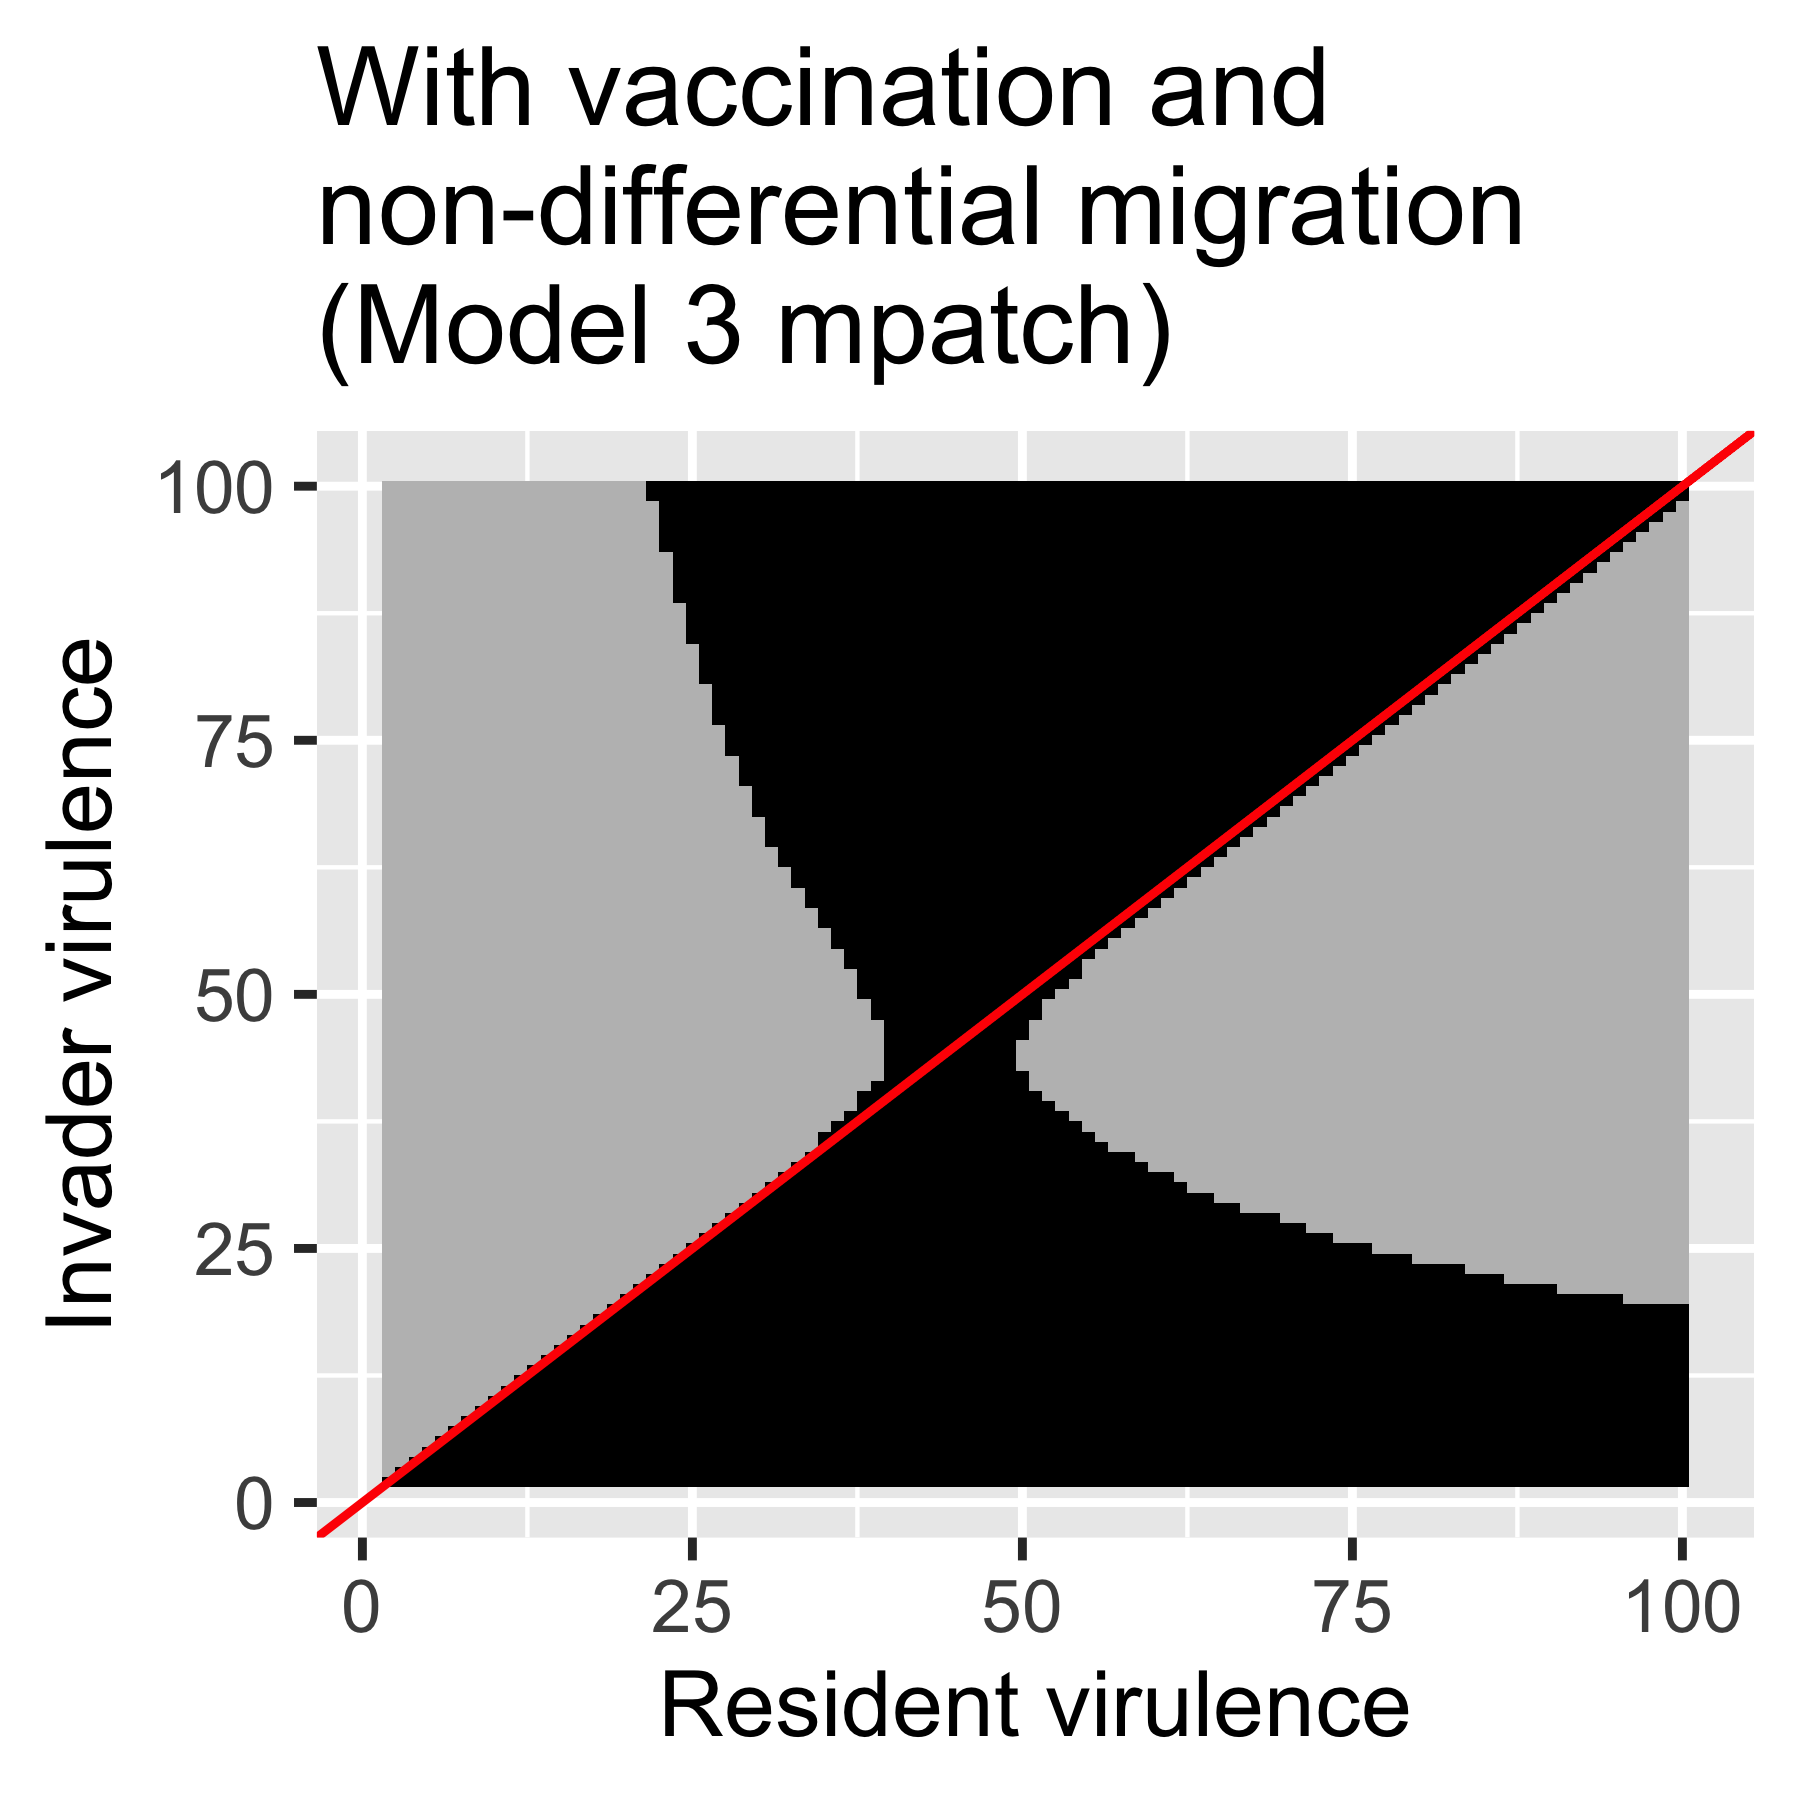 With vaccination and
non-differential migration
(Model 3 mpatch)
Invader virulence
100
75
50
25
0
0 25 50 75 100
Resident virulence